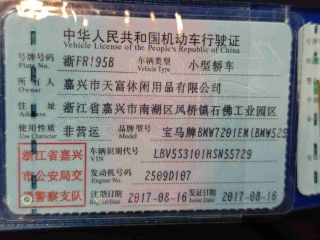 中华人民共和国机动车行驶证
Vehicle License of the People's Republic of China
号牌号码 浙FR195B 车辆类型 小型轿车
Plate No. Vehicle Type
所有人 嘉兴市天富休闲用品有限公司
Owner
住址 浙江省嘉兴市南湖区凤桥镇石佛工业园区
Address
使用性质 非营运 品牌型号 宝马牌BMW7201EM(BMW525
Use Character Model
浙江省嘉兴市公安局交警察支队
车辆识别代号 LBV5S3101HSN55729
VIN
发动机号码 2509D107
Engine No.
注册日期 2017-08-16 发证日期 2017-08-16
Register Date Issue Date